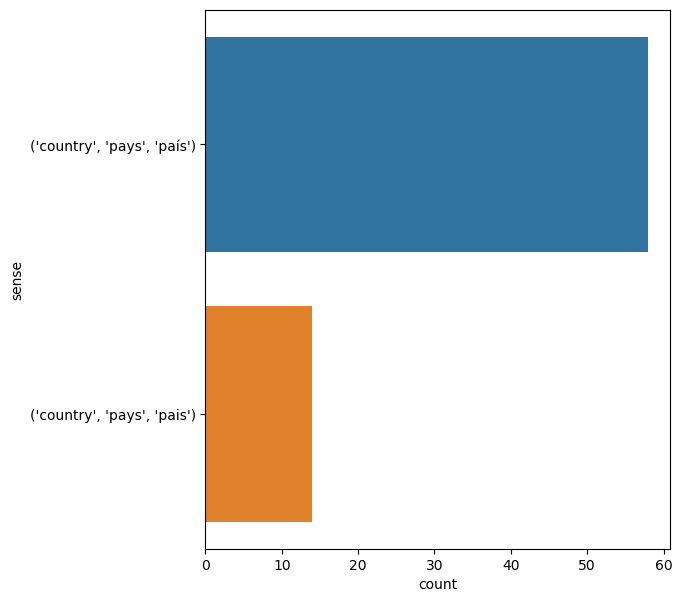 ('country', 'pays', 'país')
('country', 'pays', 'pais')
sense
0 10 20 30 40 50 60
count